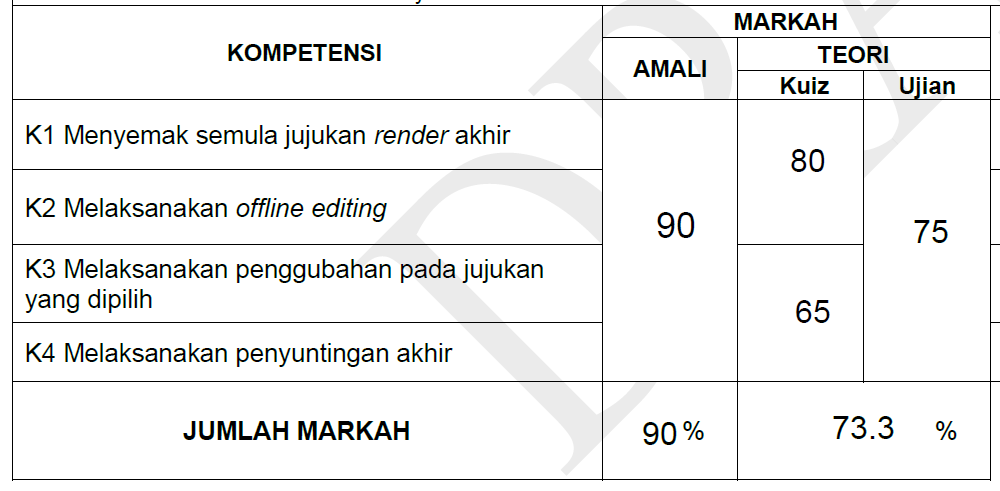 KOMPETENSI
MARKAH
AMALI
TEORI
Kuiz
Ujian
K1 Menyemak semula jujukan render akhir
K2 Melaksanakan offline editing
K3 Melaksanakan penggubahan pada jujukan
yang dipilih
K4 Melaksanakan penyuntingan akhir
90
80
65
75
JUMLAH MARKAH
90 %
73.3 %